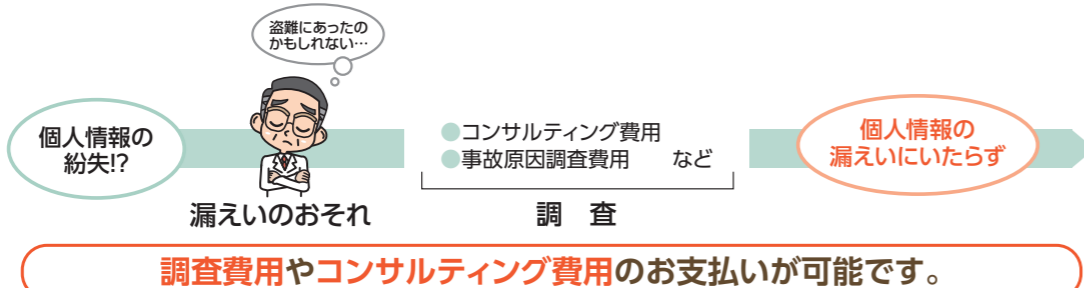 盗難にあったの
かもしれない…
個人情報の
紛失!?
漏えいのおそれ
●コンサルティング費用
●事故原因調査費用 など
調 査
個人情報の
漏えいにいたらず
調査費用やコンサルティング費用のお支払いが可能です。